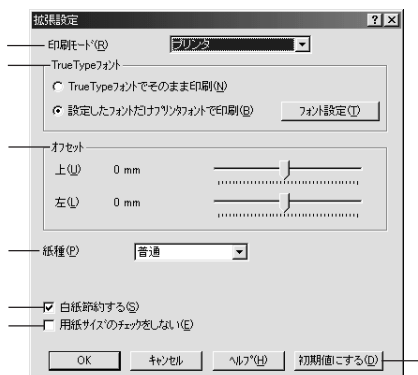 拡張設定
印刷モード(R) プリンタ
TrueTypeフォント
TrueTypeフォントでそのまま印刷(N)
設定したフォントだけプリンタフォントで印刷(B) フォント設定(T)
オフセット
上(U) 0 mm
左(L) 0 mm
紙種(P) 普通
白紙節約する(S)
用紙サイズのチェックをしない(E)
OK キャンセル ヘルプ(H) 初期値にする(D)